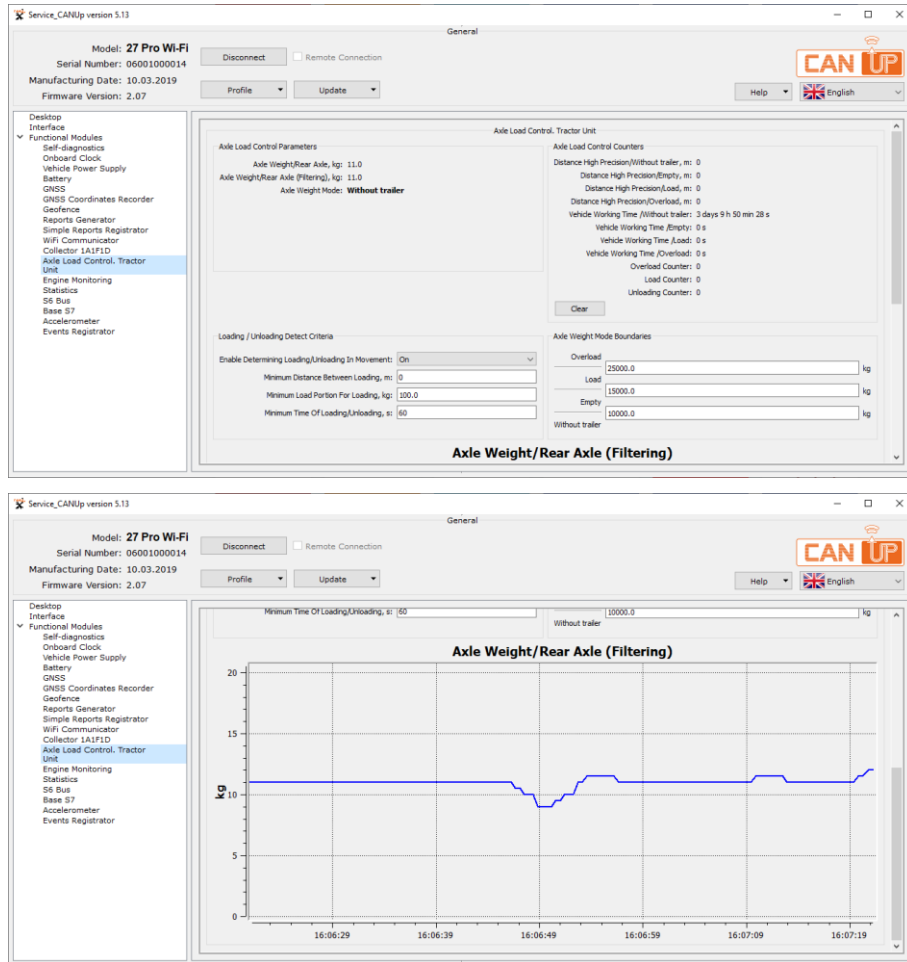 Service_CANUp version 5.13
General
Model: 27 Pro Wi-Fi
Serial Number: 06001000014
Manufacturing Date: 10.03.2019
Firmware Version: 2.07
Disconnect
Remote Connection
Profile
Update
CAN UP
Help
English
Desktop
Interface
Functional Modules
Self-diagnostics
Onboard Clock
Vehicle Power Supply
Battery
GNSS
GNSS Coordinates Recorder
Geofence
Reports Generator
Simple Reports Registrator
WiFi Communicator
Collector 1A1F1D
Axle Load Control. Tractor
Unit
Engine Monitoring
Statistics
S6 Bus
Base S7
Accelerometer
Events Registrator
Axle Load Control. Tractor Unit
Axle Load Control Parameters
Axle Weight/Rear Axle, kg: 11.0
Axle Weight/Rear Axle (Filtering), kg: 11.0
Axle Weight Mode: Without trailer
Axle Load Control Counters
Distance High Precision/Without trailer, m: 0
Distance High Precision/Empty, m: 0
Distance High Precision/Load, m: 0
Distance High Precision/Overload, m: 0
Vehicle Working Time /Without trailer: 3 days 9 h 50 min 28 s
Vehicle Working Time /Empty: 0 s
Vehicle Working Time /Load: 0 s
Vehicle Working Time /Overload: 0 s
Overload Counter: 0
Load Counter: 0
Unloading Counter: 0
Clear
Loading / Unloading Detect Criteria
Enable Determining Loading/Unloading In Movement: On
Minimum Distance Between Loading, m: 0
Minimum Load Portion For Loading, kg: 100.0
Minimum Time Of Loading/Unloading, s: 60
Axle Weight Mode Boundaries
Overload
25000.0 kg
Load
15000.0 kg
Empty
10000.0 kg
Without trailer
Axle Weight/Rear Axle (Filtering)
Service_CANUp version 5.13
General
Model: 27 Pro Wi-Fi
Serial Number: 06001000014
Manufacturing Date: 10.03.2019
Firmware Version: 2.07
Disconnect
Remote Connection
Profile
Update
CAN UP
Help
English
Desktop
Interface
Functional Modules
Self-diagnostics
Onboard Clock
Vehicle Power Supply
Battery
GNSS
GNSS Coordinates Recorder
Geofence
Reports Generator
Simple Reports Registrator
WiFi Communicator
Collector 1A1F1D
Axle Load Control. Tractor
Unit
Engine Monitoring
Statistics
S6 Bus
Base S7
Accelerometer
Events Registrator
Minimum Time Of Loading/Unloading, s: 60
10000.0 kg
Without trailer
Axle Weight/Rear Axle (Filtering)
kg
20
15
10
5
0
16:06:29 16:06:39 16:06:49 16:06:59 16:07:09 16:07:19